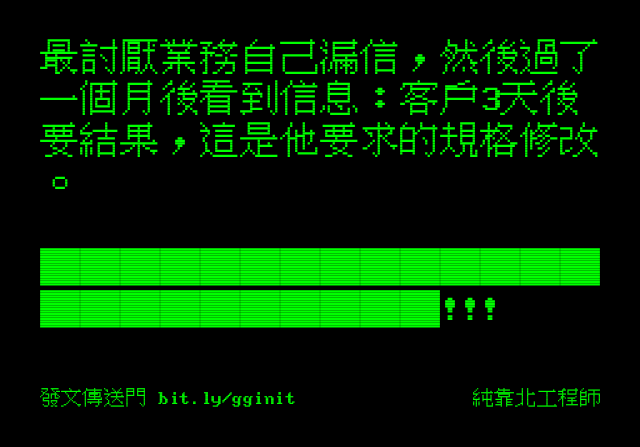 最討厭業務自己漏信，然後過了
一個月後看到信息：客戶3天後
要結果，這是他要求的規格修改
。
████████████████████████
██████████!!!
發文傳送門 bit.ly/gginit
純靠北工程師